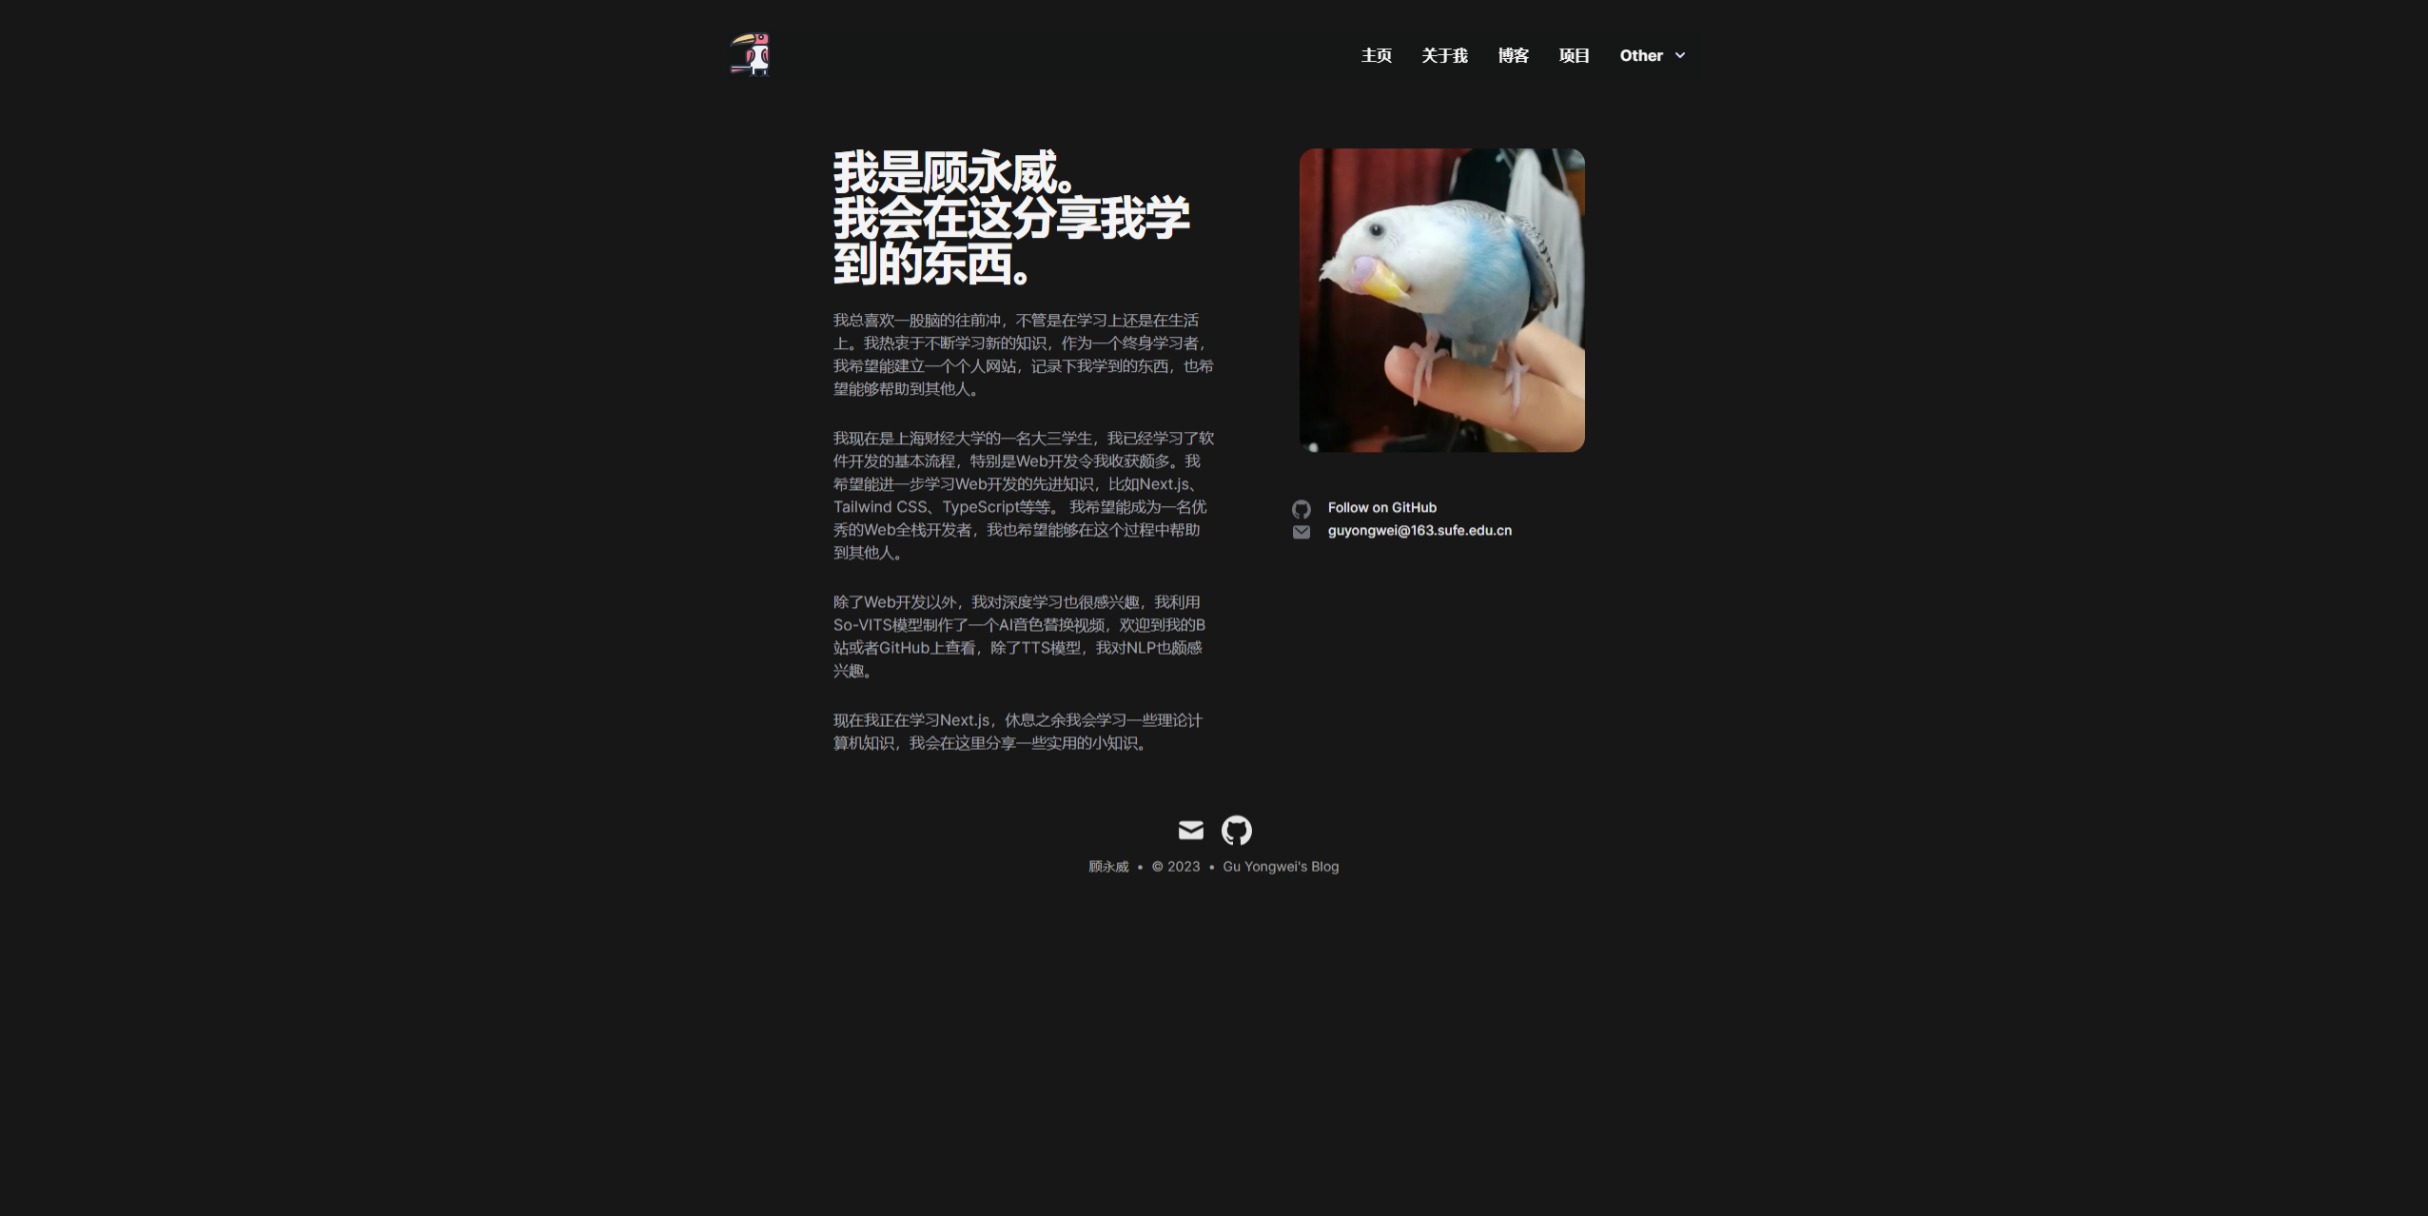 主页 关于我 博客 项目 Other
我是顾永威。
我会在这分享我学
到的东西。
我总喜欢一股脑的往前冲，不管是在学习上还是在生活
上。我热衷于不断学习新的知识，作为一个终身学习者，
我希望能建立一个个人网站，记录下我学到的东西，也希
望能够帮助到其他人。
我现在是上海财经大学的一名大三学生，我已经学习了软
件开发的基本流程，特别是Web开发令我收获颇多。我
希望能进一步学习Web开发的先进知识，比如Next.js、
Tailwind CSS、TypeScript等等。 我希望能成为一名优
秀的Web全栈开发者，我也希望能够在这个过程中帮助
到其他人。
除了Web开发以外，我对深度学习也很感兴趣，我利用
So-VITS模型制作了一个AI音色替换视频，欢迎到我的B
站或者GitHub上查看，除了TTS模型，我对NLP也颇感
兴趣。
现在我正在学习Next.js，休息之余我会学习一些理论计
算机知识，我会在这里分享一些实用的小知识。
Follow on GitHub
guyongwei@163.sufe.edu.cn
顾永威 • © 2023 • Gu Yongwei's Blog